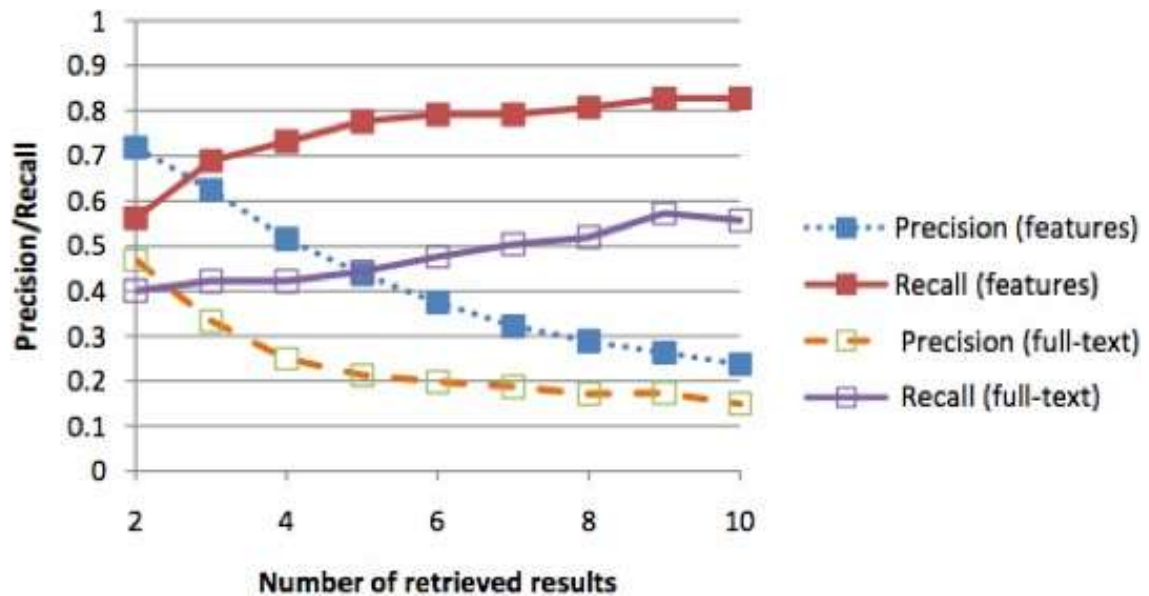 1
0.9
0.8
0.7
0.6
0.5
0.4
0.3
0.2
0.1
0
Precision/Recall
2 4 6 8 10
Number of retrieved results
Precision (features)
Recall (features)
Precision (full-text)
Recall (full-text)